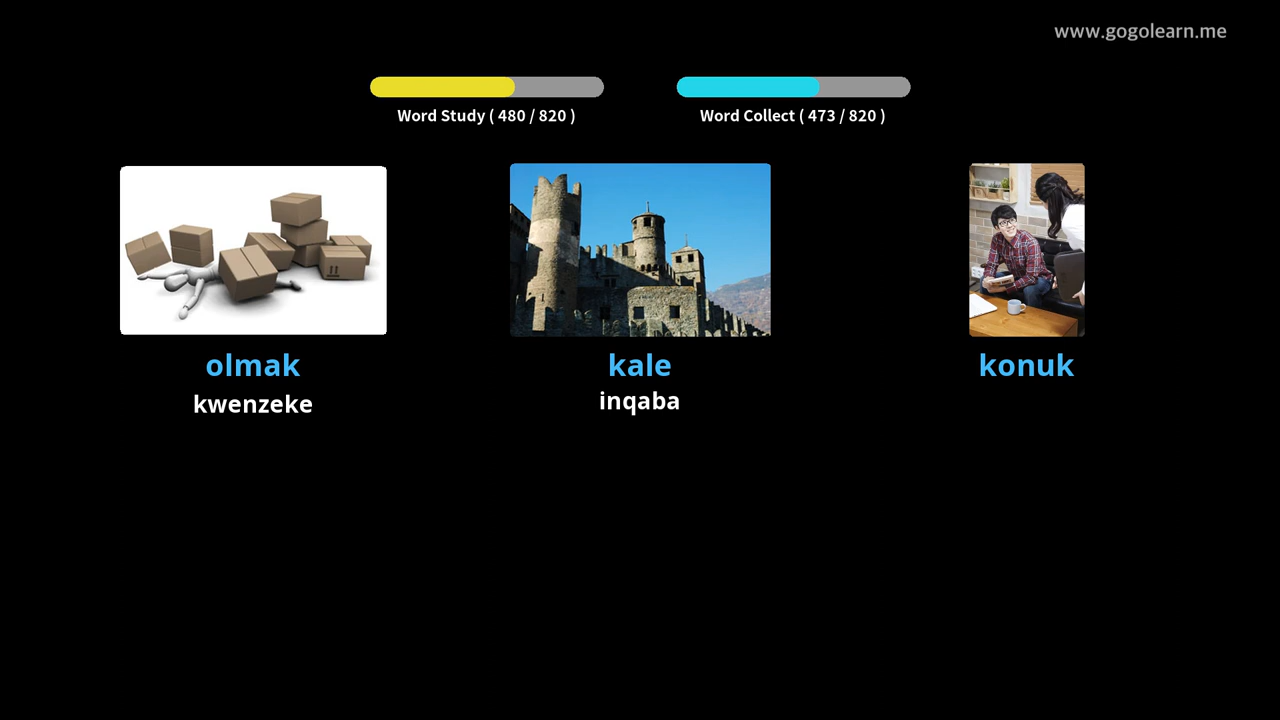 www.gogolearn.me
Word Study ( 480 / 820 )
Word Collect ( 473 / 820 )
olmak
kale
konuk
kwenzeke
inqaba